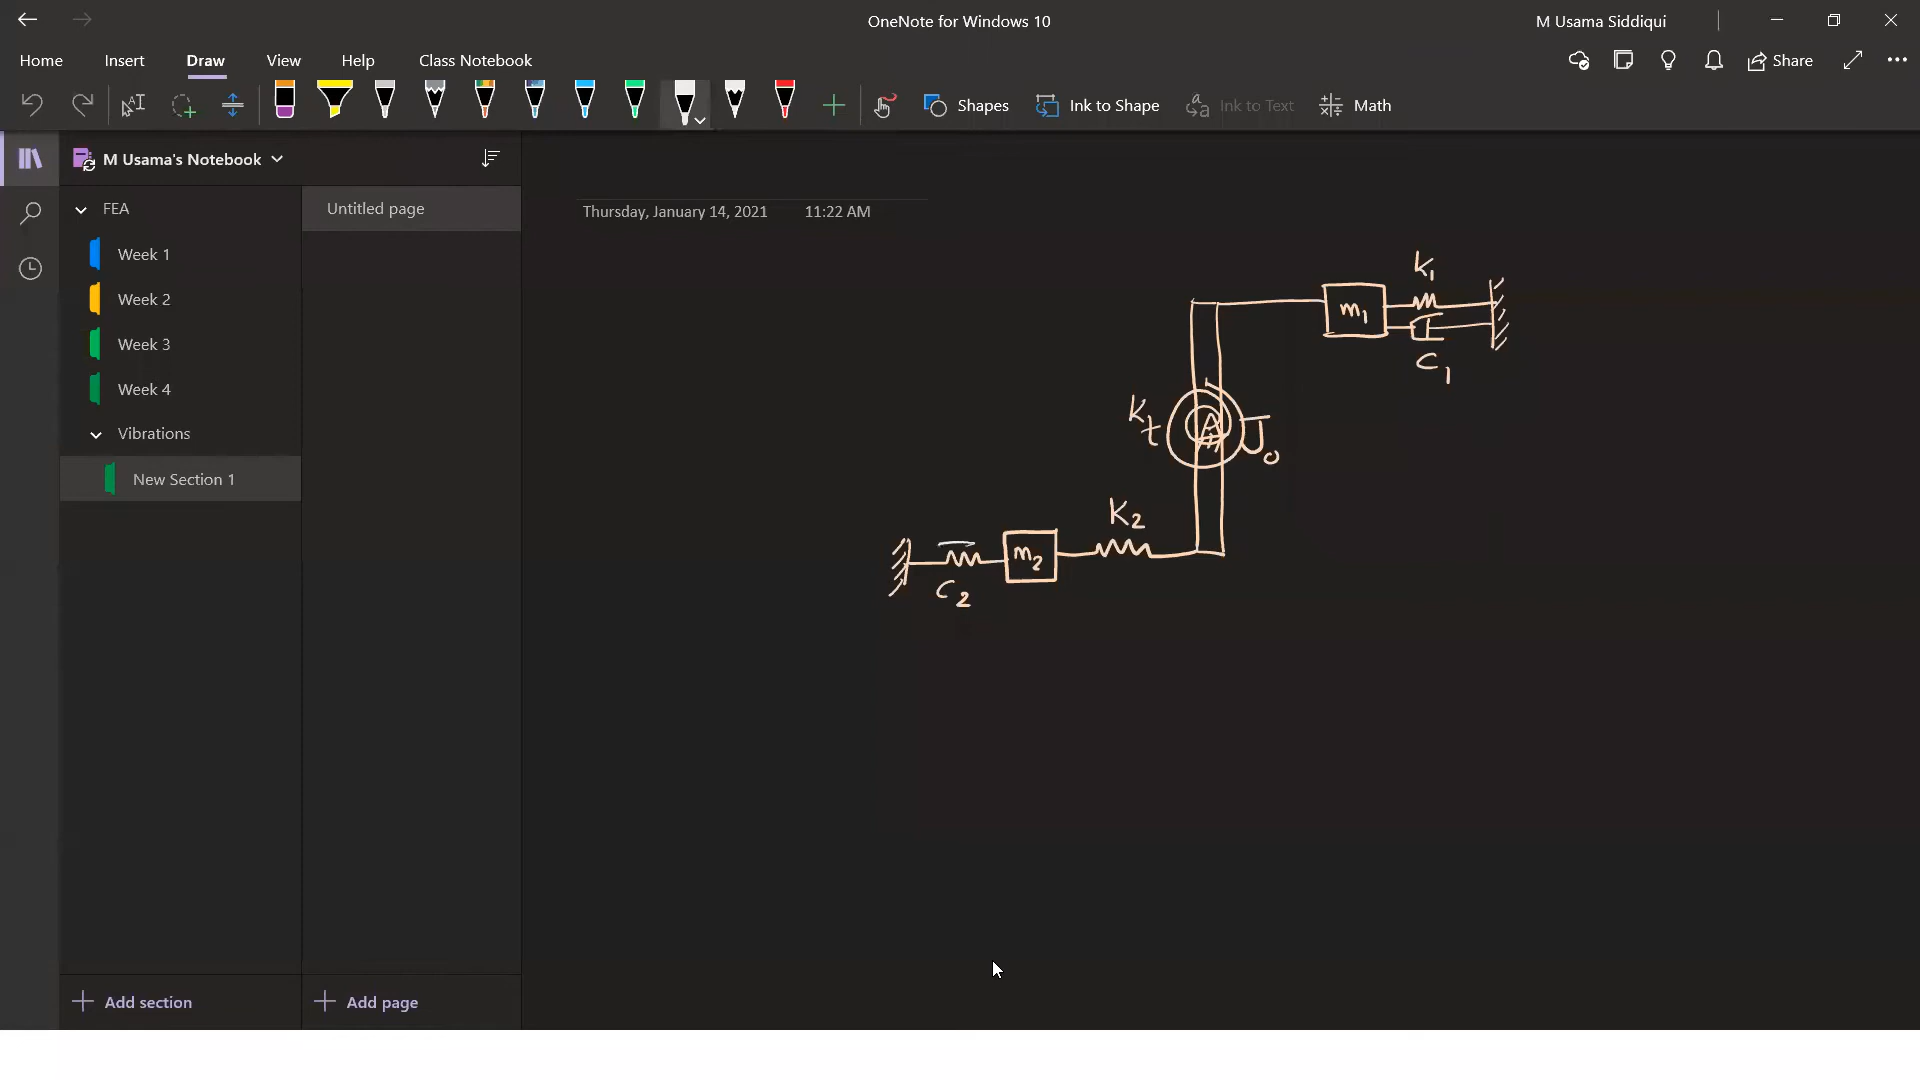 OneNote for Windows 10
M Usama Siddiqui
Home Insert Draw View Help Class Notebook
Share
Shapes Ink to Shape Ink to Text Math
M Usama's Notebook
FEA
Untitled page
Week 1
Week 2
Week 3
Week 4
Vibrations
New Section 1
Thursday, January 14, 2021 11:22 AM
K1
m1
C1
Kt
J0
K2
m2
C2
Add section
Add page